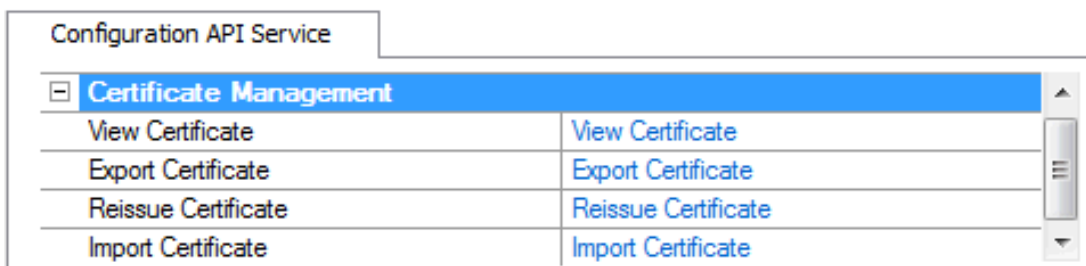 Configuration API Service
Certificate Management
View Certificate View Certificate
Export Certificate Export Certificate
Reissue Certificate Reissue Certificate
Import Certificate Import Certificate